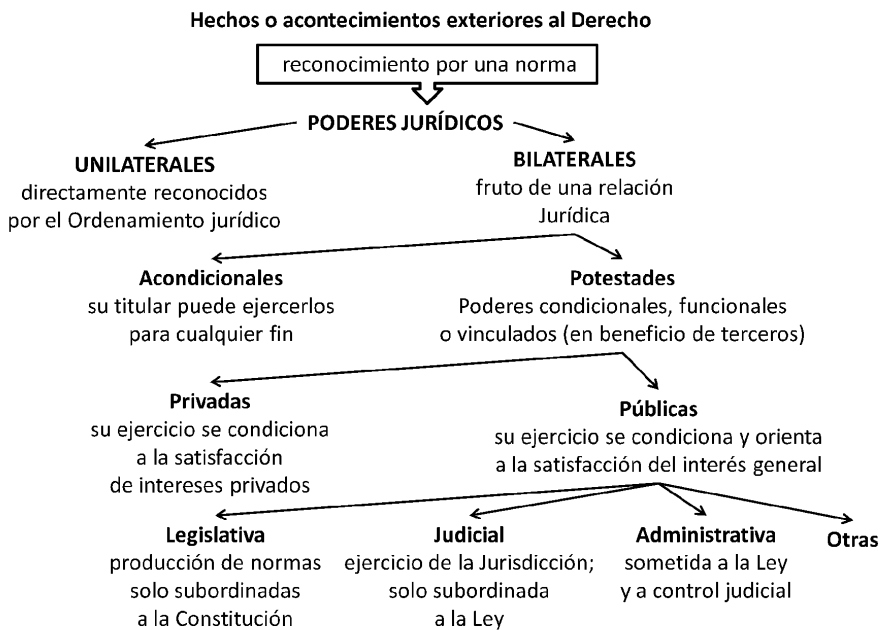 Hechos o acontecimientos exteriores al Derecho
reconocimiento por una norma
PODERES JURÍDICOS
UNILATERALES
directamente reconocidos
por el Ordenamiento jurídico
BILATERALES
fruto de una relación
Jurídica
Acondicionales
su titular puede ejercerlos
para cualquier fin
Potestades
Poderes condicionales, funcionales
o vinculados (en beneficio de terceros)
Privadas
su ejercicio se condiciona
a la satisfacción
de intereses privados
Públicas
su ejercicio se condiciona y orienta
a la satisfacción del interés general
Legislativa
producción de normas
solo subordinadas
a la Constitución
Judicial
ejercicio de la Jurisdicción;
solo subordinada
a la Ley
Administrativa
sometida a la Ley
y a control judicial
Otras